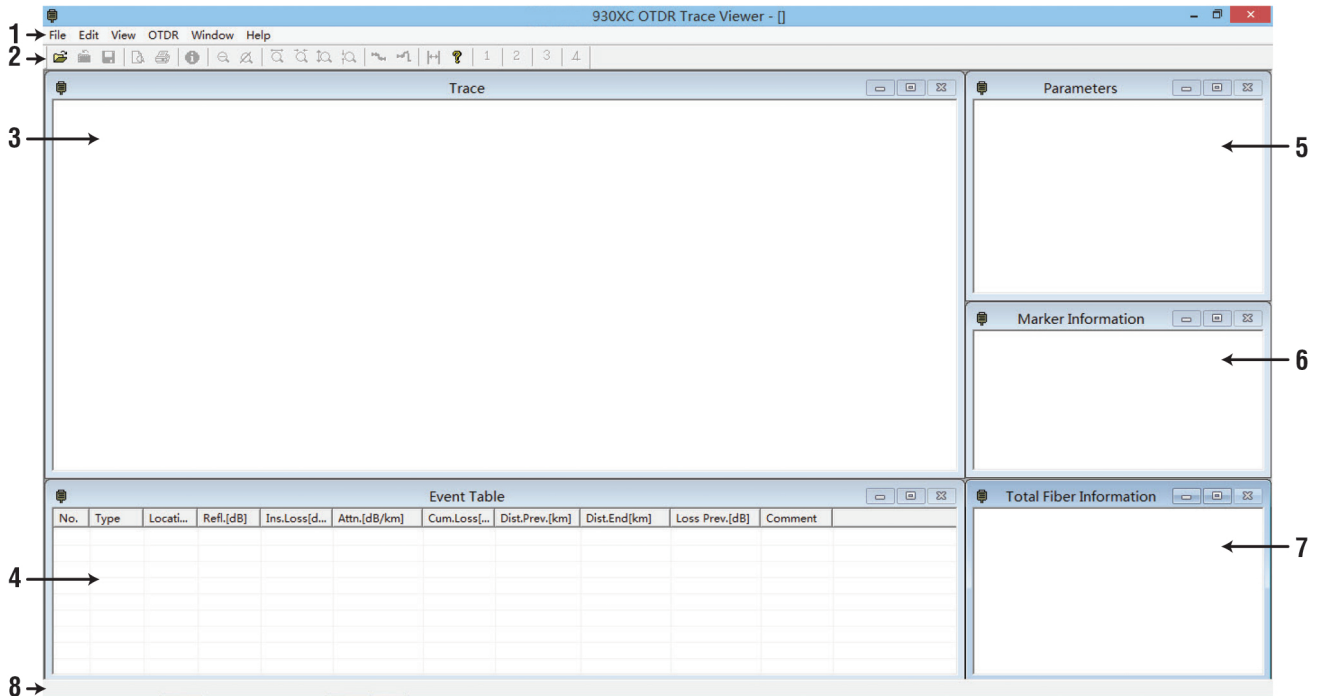 930XC OTDR Trace Viewer - []
1 File Edit View OTDR Window Help
2 1 2 3 4
Trace
Parameters
3
5
Marker Information
6
Event Table
Total Fiber Information
No. Type Locati... Refl.[dB] Ins.Loss[d... Attn.[dB/km] Cum.Loss[... Dist.Prev.[km] Dist.End[km] Loss Prev.[dB] Comment
7
4
8